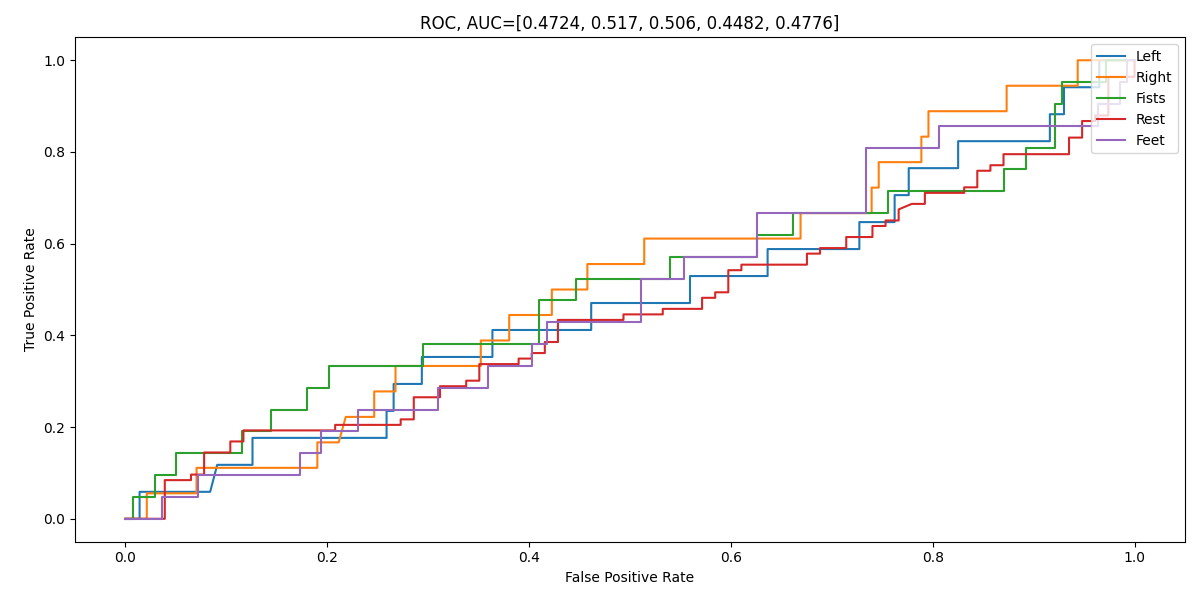 ROC, AUC=[0.4724, 0.517, 0.506, 0.4482, 0.4776]
1.0
0.8
0.6
0.4
0.2
0.0
True Positive Rate
Left
Right
Fists
Rest
Feet
0.0 0.2 0.4 0.6 0.8 1.0
False Positive Rate